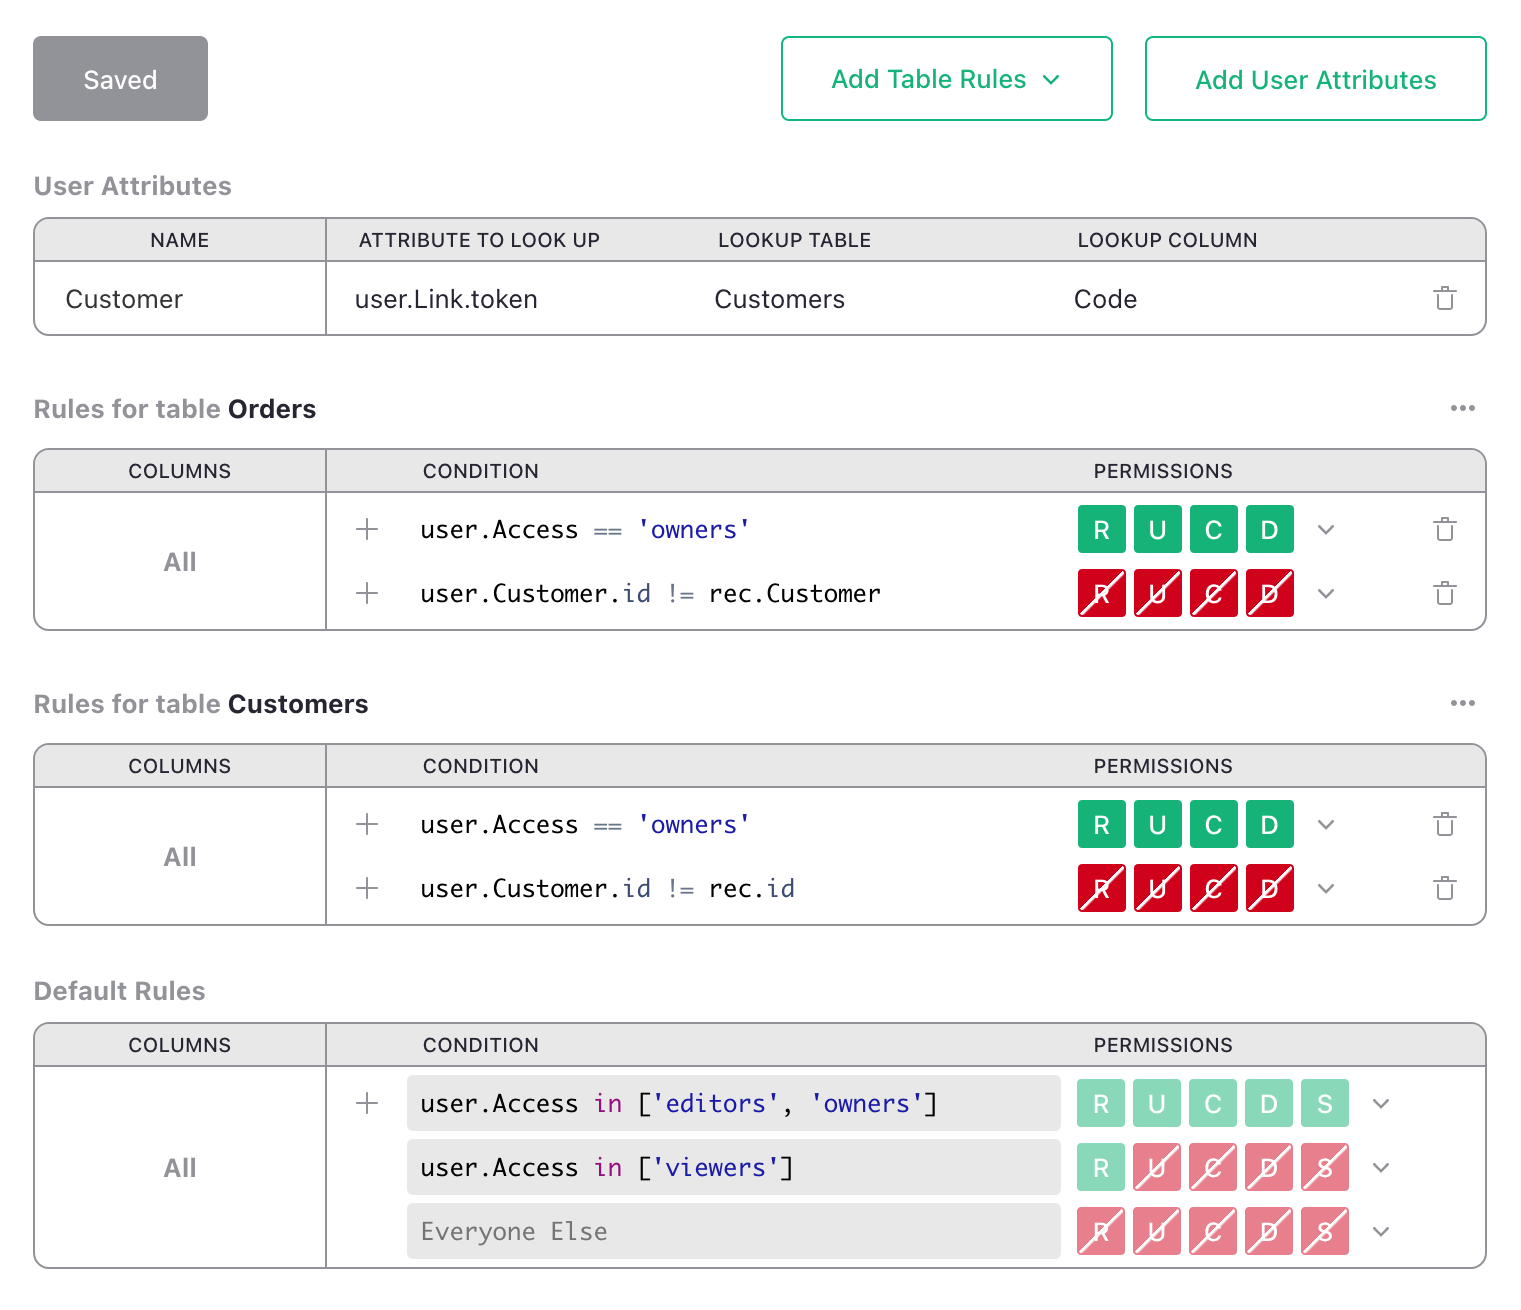 Saved Add Table Rules Add User Attributes
User Attributes
NAME ATTRIBUTE TO LOOK UP LOOKUP TABLE LOOKUP COLUMN
Customer user.Link.token Customers Code
Rules for table Orders
COLUMNS CONDITION PERMISSIONS
All
user.Access == 'owners' R U C D
user.Customer.id != rec.Customer R U C D
Rules for table Customers
COLUMNS CONDITION PERMISSIONS
All
user.Access == 'owners' R U C D
user.Customer.id != rec.id R U C D
Default Rules
COLUMNS CONDITION PERMISSIONS
All
user.Access in ['editors', 'owners'] R U C D S
user.Access in ['viewers'] R U C D S
Everyone Else R U C D S